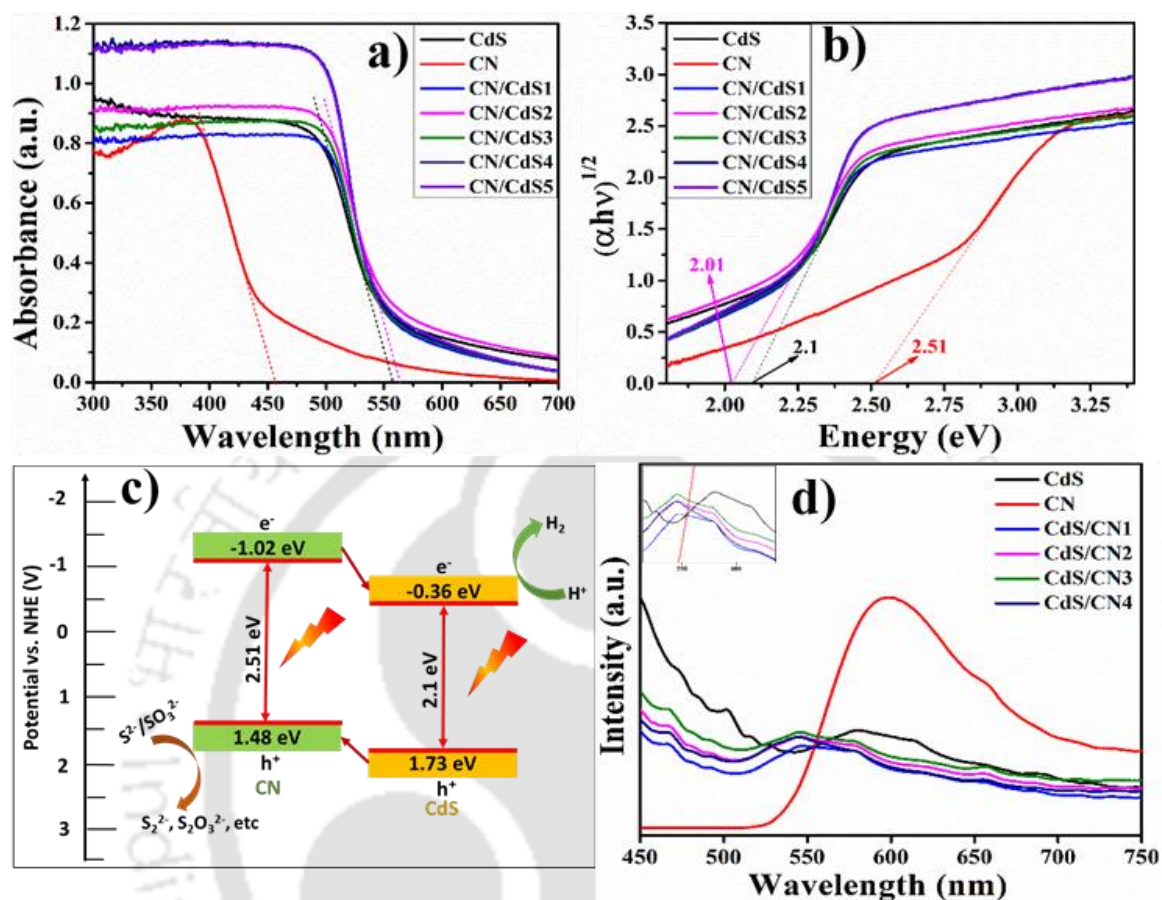 a)
Absorbance (a.u.)
1.2
1.0
0.8
0.6
0.4
0.2
0.0
300 350 400 450 500 550 600 650 700
Wavelength (nm)
CdS
CN
CN/CdS1
CN/CdS2
CN/CdS3
CN/CdS4
CN/CdS5
b)
(αhν)^1/2
3.5
3.0
2.5
2.0
1.5
1.0
0.5
0.0
2.00 2.25 2.50 2.75 3.00 3.25
Energy (eV)
CdS
CN
CN/CdS1
CN/CdS2
CN/CdS3
CN/CdS4
CN/CdS5
2.01
2.1
2.51
c)
Potential vs. NHE (V)
-2
-1
0
1
2
3
e⁻
-1.02 eV
2.51 eV
1.48 eV
h⁺
CN
e⁻
-0.36 eV
2.1 eV
1.73 eV
h⁺
CdS
H₂
H⁺
S²⁻/SO₃²⁻
S₂²⁻, S₂O₃²⁻, etc
d)
Intensity (a.u.)
CdS
CN
CdS/CN1
CdS/CN2
CdS/CN3
CdS/CN4
450 500 550 600 650 700 750
Wavelength (nm)